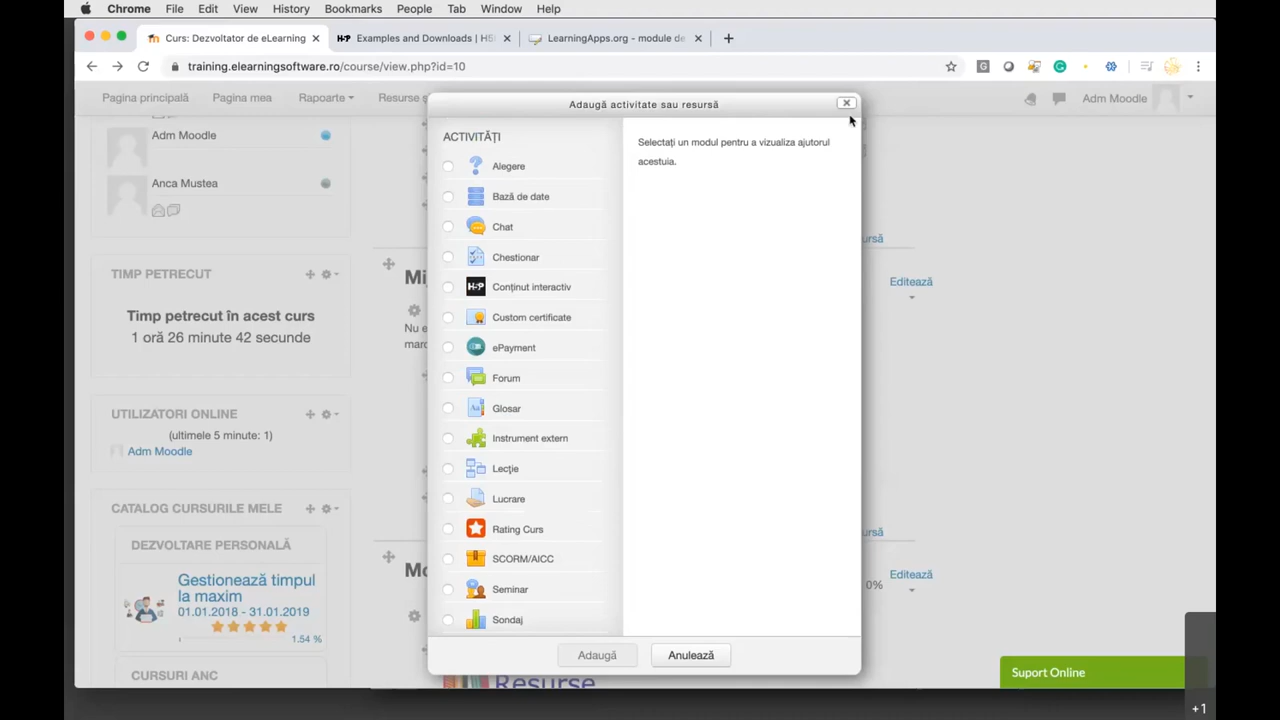 Chrome File Edit View History Bookmarks People Tab Window Help
Curs: Dezvoltator de eLearning
H5P Examples and Downloads | H5
LearningApps.org - module de
training.elearningsoftware.ro/course/view.php?id=10
Pagina principală Pagina mea Rapoarte Resurse Adm Moodle
Adaugă activitate sau resursă
Adm Moodle
Anca Mustea
TIMP PETRECUT
Timp petrecut în acest curs
1 oră 26 minute 42 secunde
UTILIZATORI ONLINE
(ultimele 5 minute: 1)
Adm Moodle
CATALOG CURSURILE MELE
DEZVOLTARE PERSONALĂ
Gestionează timpul
la maxim
01.01.2018 - 31.01.2019
1.54 %
CURSURI ANC
ACTIVITĂȚI
Alegere
Bază de date
Chat
Chestionar
H5P Conținut interactiv
Custom certificate
ePayment
Forum
Glosar
Instrument extern
Lecție
Lucrare
Rating Curs
SCORM/AICC
Seminar
Sondaj
Selectați un modul pentru a vizualiza ajutorul
acestuia.
Adaugă Anulează
Editează
Editează
0%
Resurse
Suport Online
+1